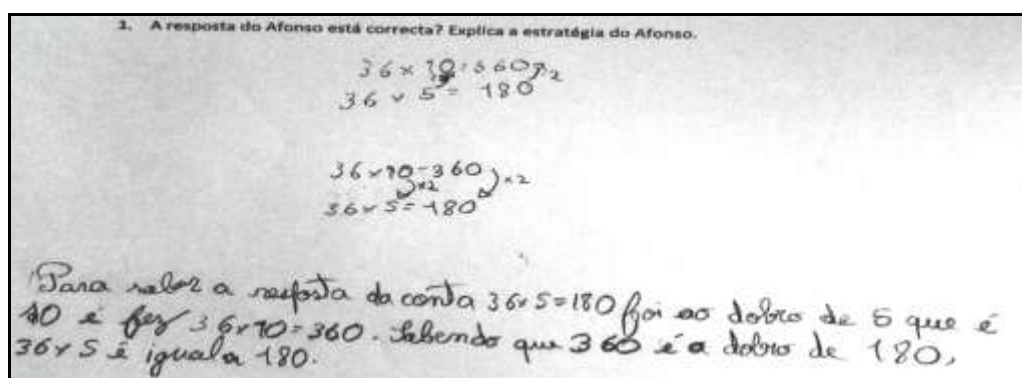 3. A resposta do Afonso está correcta? Explica a estratégia do Afonso.
36 × 10 = 360
× 2
36 × 5 = 180
36 × 10 = 360
× 2 × 2
36 × 5 = 180
Para saber a resposta da conta 36 × 5 = 180 foi ao dobro de 5 que é
10 e fez 36 × 10 = 360. Sabendo que 360 é a dobro de 180,
36 × 5 é igual a 180.